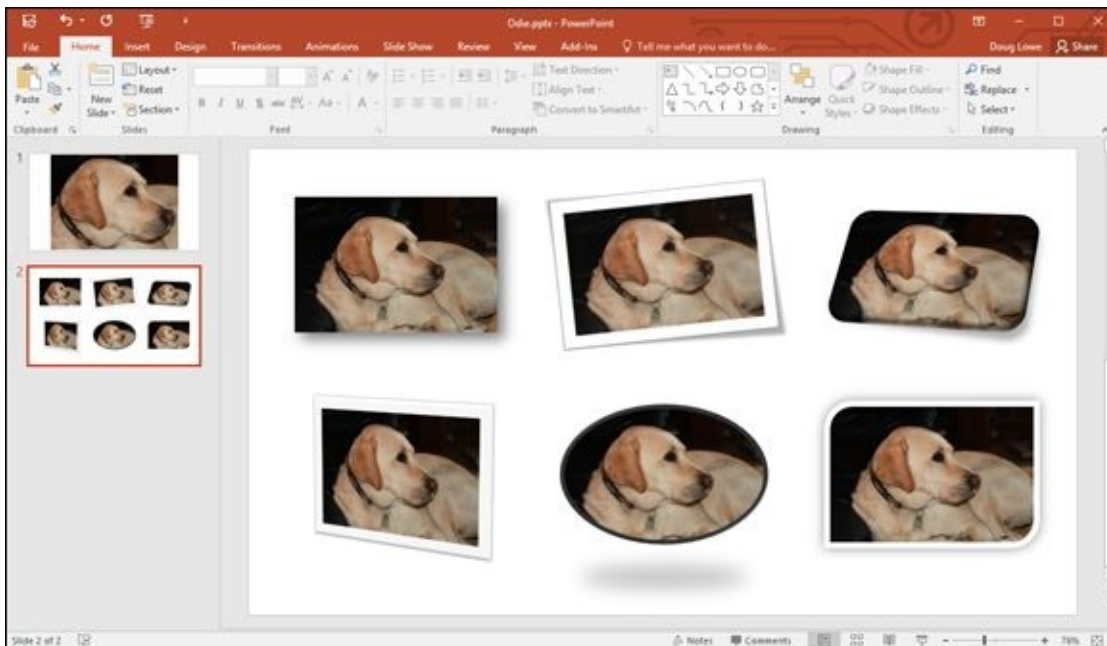 Odie.pptx - PowerPoint
File Home Insert Design Transitions Animations Slide Show Review View Add-Ins Tell me what you want to do... Doug Lowe Share
Paste
New Slide
Layout
Reset
Section
B I U S abc AV Aa A
Text Direction
Align Text
Convert to SmartArt
Arrange
Quick Styles
Shape Fill
Shape Outline
Shape Effects
Find
Replace
Select
Clipboard Slides Font Paragraph Drawing Editing
1
2
Slide 2 of 2 Notes Comments 76%